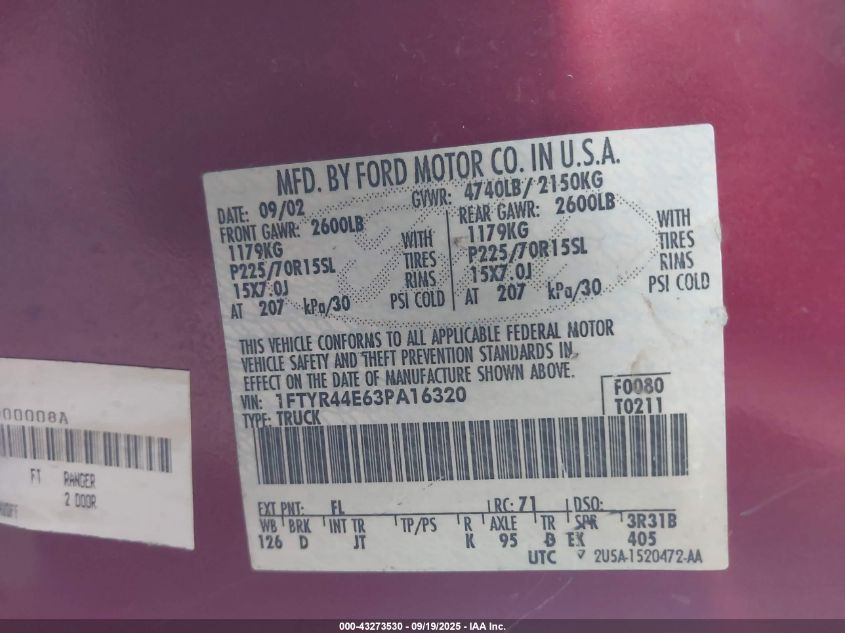 MFD. BY FORD MOTOR CO. IN U.S.A.
DATE: 09/02 GVWR: 4740LB/ 2150KG
FRONT GAWR: 2600LB REAR GAWR: 2600LB
1179KG WITH 1179KG WITH
P225/70R15SL TIRES P225/70R15SL TIRES
15X7.0J RIMS 15X7.0J RIMS
AT 207 kPa/30 PSI COLD AT 207 kPa/30 PSI COLD
THIS VEHICLE CONFORMS TO ALL APPLICABLE FEDERAL MOTOR
VEHICLE SAFETY AND THEFT PREVENTION STANDARDS IN
EFFECT ON THE DATE OF MANUFACTURE SHOWN ABOVE.
VIN: 1FTYR44E63PA16320 F0080
TYPE: TRUCK T0211
EXT PNT: FL RC: 71 DSO:
WB BRK INT TR TP/PS R AXLE TR SPR 3R31B
126 D JT K 95 B EK 405
UTC 2U5A-1520472-AA
00008A
FT RANGER
2 DOOR
000-43273530 - 09/19/2025 - IAA Inc.